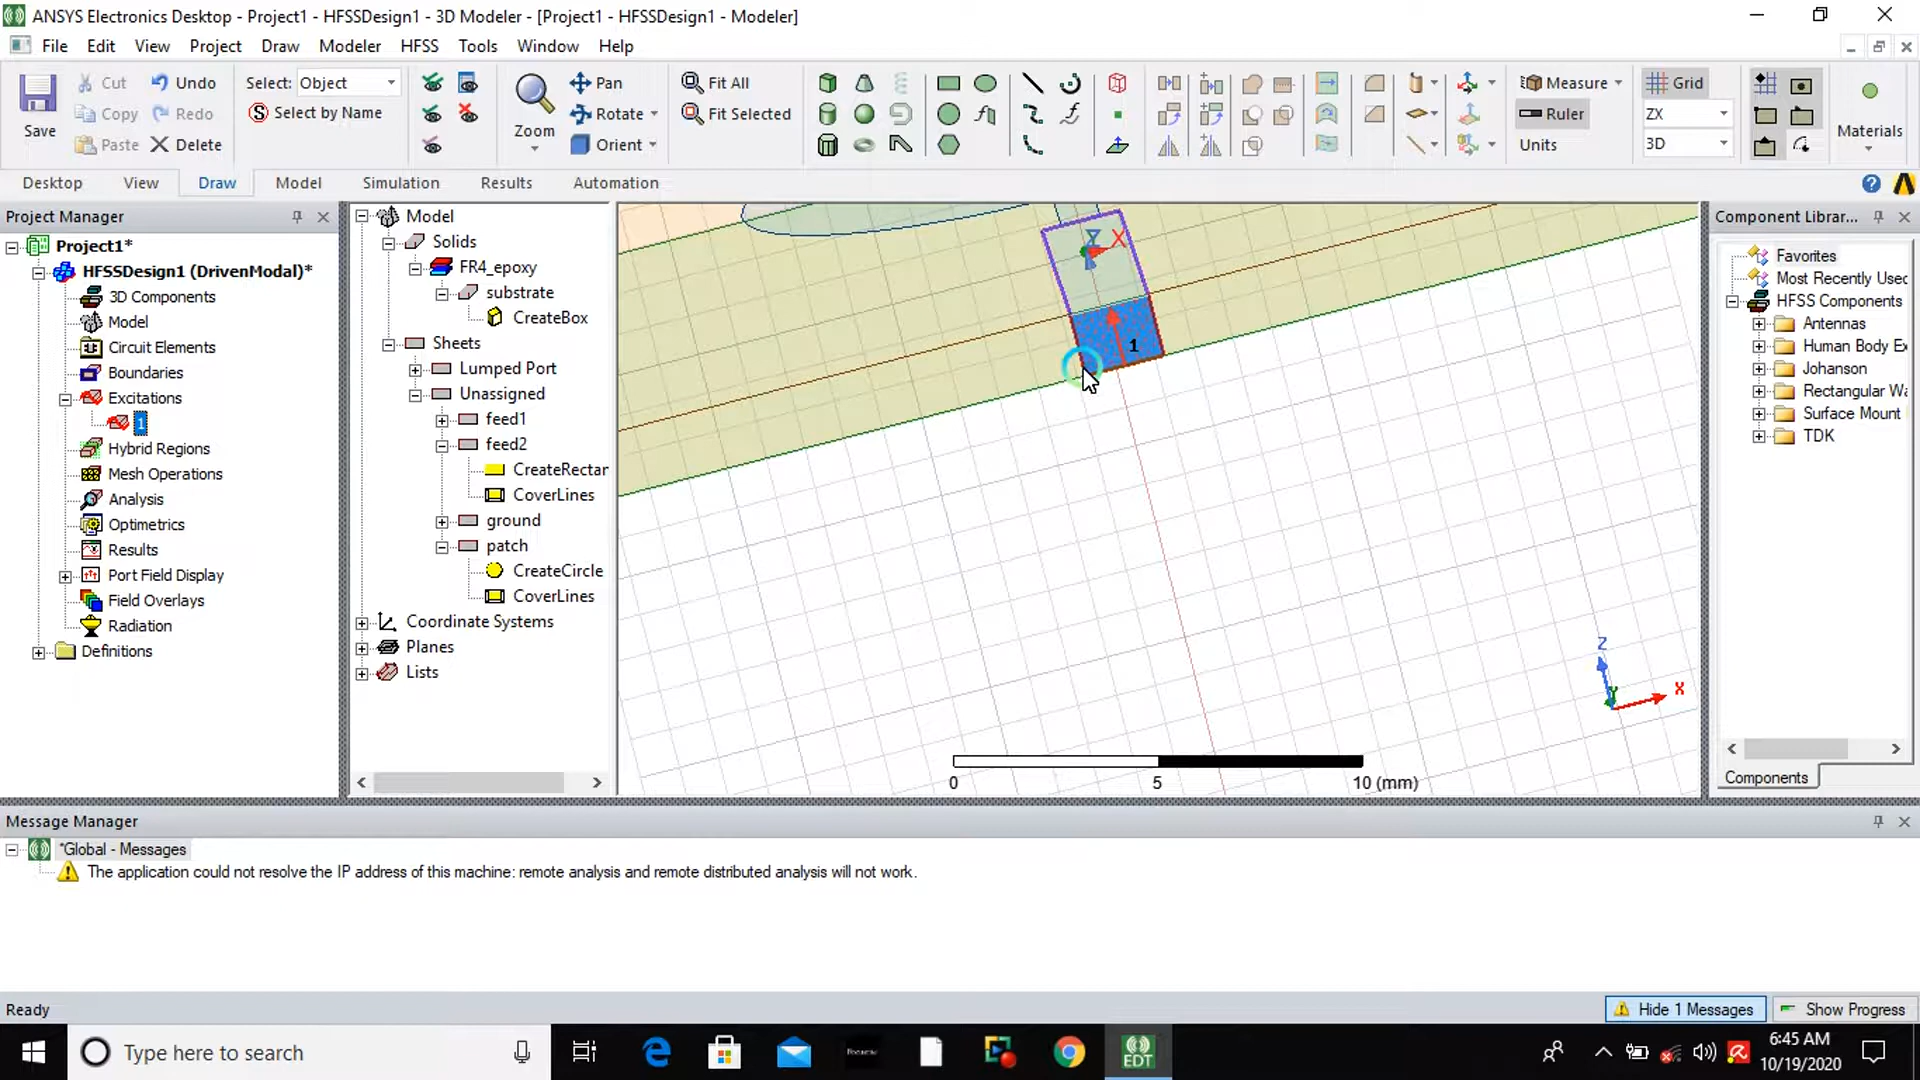 ANSYS Electronics Desktop - Project1 - HFSSDesign1 - 3D Modeler - [Project1 - HFSSDesign1 - Modeler]
File Edit View Project Draw Modeler HFSS Tools Window Help
Save
Cut
Copy
Paste
Undo
Redo
Delete
Select: Object
Select by Name
Zoom
Pan
Rotate
Orient
Fit All
Fit Selected
Measure
Ruler
Units
Grid
ZX
3D
Materials
Desktop View Draw Model Simulation Results Automation
Project Manager
Project1*
HFSSDesign1 (DrivenModal)*
3D Components
Model
Circuit Elements
Boundaries
Excitations
1
Hybrid Regions
Mesh Operations
Analysis
Optimetrics
Results
Port Field Display
Field Overlays
Radiation
Definitions
Model
Solids
FR4_epoxy
substrate
CreateBox
Sheets
Lumped Port
Unassigned
feed1
feed2
CreateRectar
CoverLines
ground
patch
CreateCircle
CoverLines
Coordinate Systems
Planes
Lists
Z X
1
Z
Y
X
0 5 10 (mm)
Component Librar...
Favorites
Most Recently Used
HFSS Components
Antennas
Human Body Ex
Johanson
Rectangular Wa
Surface Mount
TDK
Components
Message Manager
*Global - Messages
The application could not resolve the IP address of this machine: remote analysis and remote distributed analysis will not work.
Ready
Hide 1 Messages
Show Progress
Type here to search
EDT
6:45 AM
10/19/2020